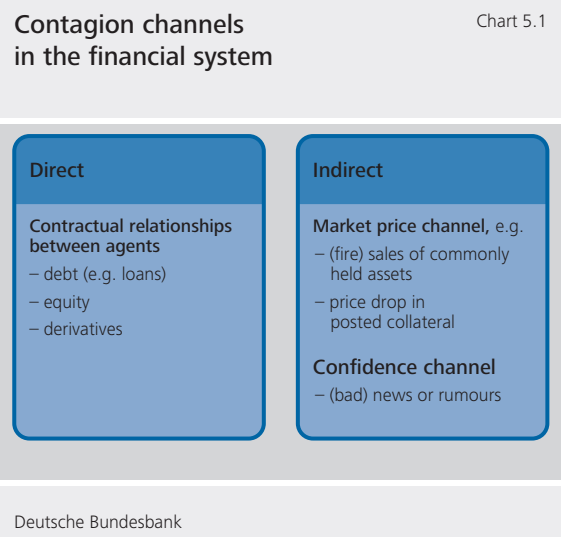 Contagion channels
in the financial system
Chart 5.1
Direct
Contractual relationships
between agents
– debt (e.g. loans)
– equity
– derivatives
Indirect
Market price channel, e.g.
– (fire) sales of commonly
held assets
– price drop in
posted collateral
Confidence channel
– (bad) news or rumours
Deutsche Bundesbank